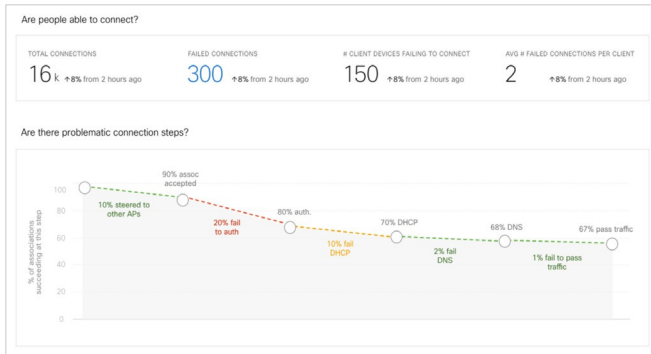 Are people able to connect?
TOTAL CONNECTIONS
16 k ↑8% from 2 hours ago
FAILED CONNECTIONS
300 ↑8% from 2 hours ago
# CLIENT DEVICES FAILING TO CONNECT
150 ↑8% from 2 hours ago
AVG # FAILED CONNECTIONS PER CLIENT
2 ↑8% from 2 hours ago
Are there problematic connection steps?
% of associations
succeeding at this step
100
80
60
40
20
0
10% steered to
other APs
90% assoc
accepted
20% fail
to auth
80% auth.
10% fail
DHCP
70% DHCP
2% fail
DNS
68% DNS
1% fail to pass
traffic
67% pass traffic